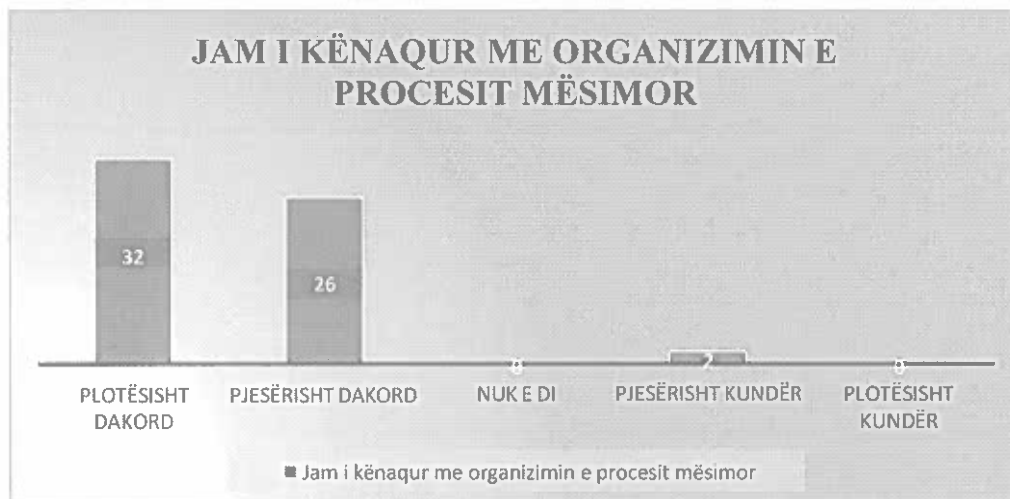 JAM I KËNAQUR ME ORGANIZIMIN E
PROCESIT MËSIMOR
32
26
0
2
0
PLOTËSISHT
DAKORD
PJESËRISHT DAKORD
NUK E DI
PJESËRISHT KUNDËR
PLOTËSISHT
KUNDËR
Jam i kënaqur me organizimin e procesit mësimor